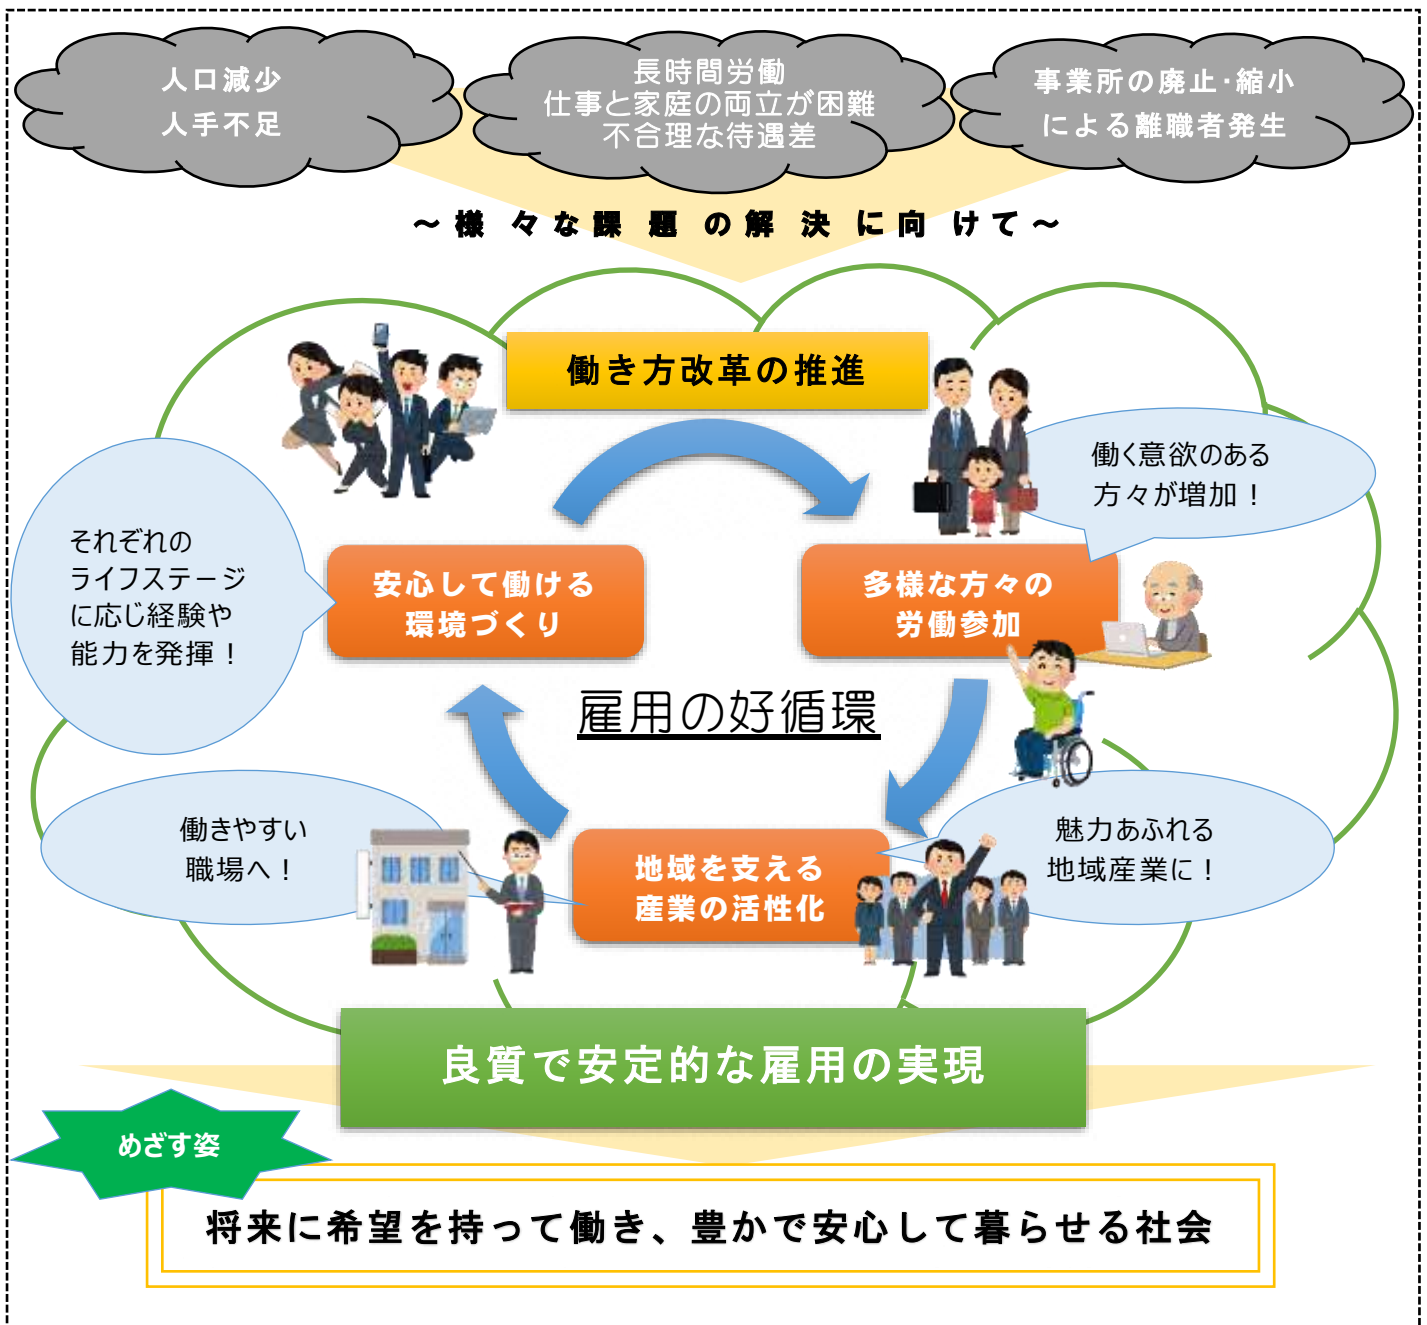 人口減少
人手不足
長時間労働
仕事と家庭の両立が困難
不合理な待遇差
事業所の廃止・縮小
による離職者発生
～様々な課題の解決に向けて～
働き方改革の推進
働く意欲のある
方々が増加！
それぞれの
ライフステージ
に応じ経験や
能力を発揮！
安心して働ける
環境づくり
多様な方々の
労働参加
雇用の好循環
働きやすい
職場へ！
地域を支える
産業の活性化
魅力あふれる
地域産業に！
良質で安定的な雇用の実現
めざす姿
将来に希望を持って働き、豊かで安心して暮らせる社会